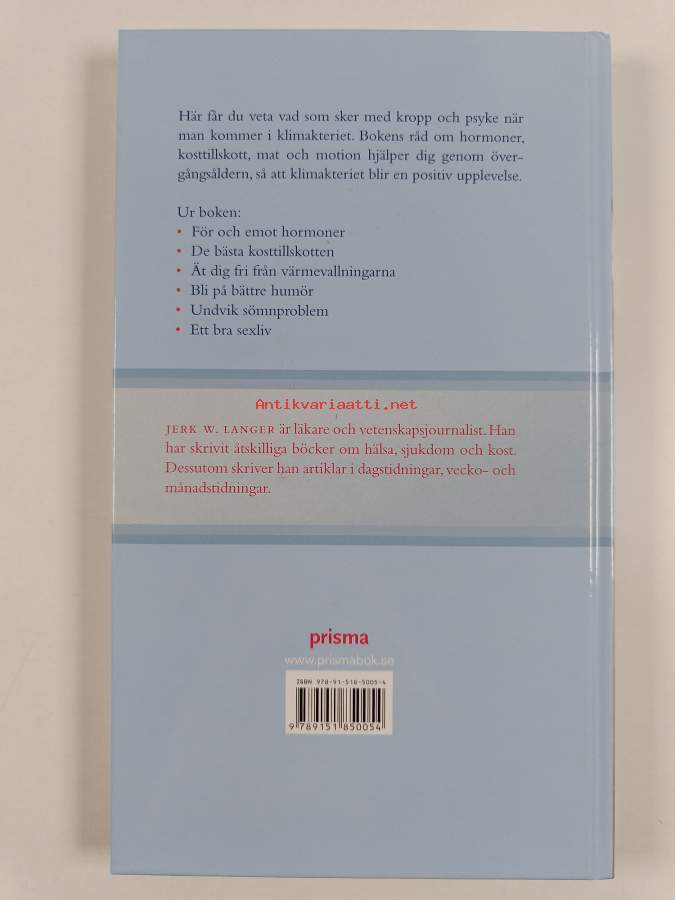 Här får du veta vad som sker med kropp och psyke när
man kommer i klimakteriet. Bokens råd om hormoner,
kosttillskott, mat och motion hjälper dig genom över-
gångsåldern, så att klimakteriet blir en positiv upplevelse.
Ur boken:
• För och emot hormoner
• De bästa kosttillskotten
• Ät dig fri från värmevallningarna
• Bli på bättre humör
• Undvik sömnproblem
• Ett bra sexliv
Antikvariaatti.net
JERK W. LANGER är läkare och vetenskapsjournalist. Han
har skrivit åtskilliga böcker om hälsa, sjukdom och kost.
Dessutom skriver han artiklar i dagstidningar, vecko- och
månadstidningar.
prisma
www.prismabok.se
ISBN 978-91-518-5005-4
9 789151 850054